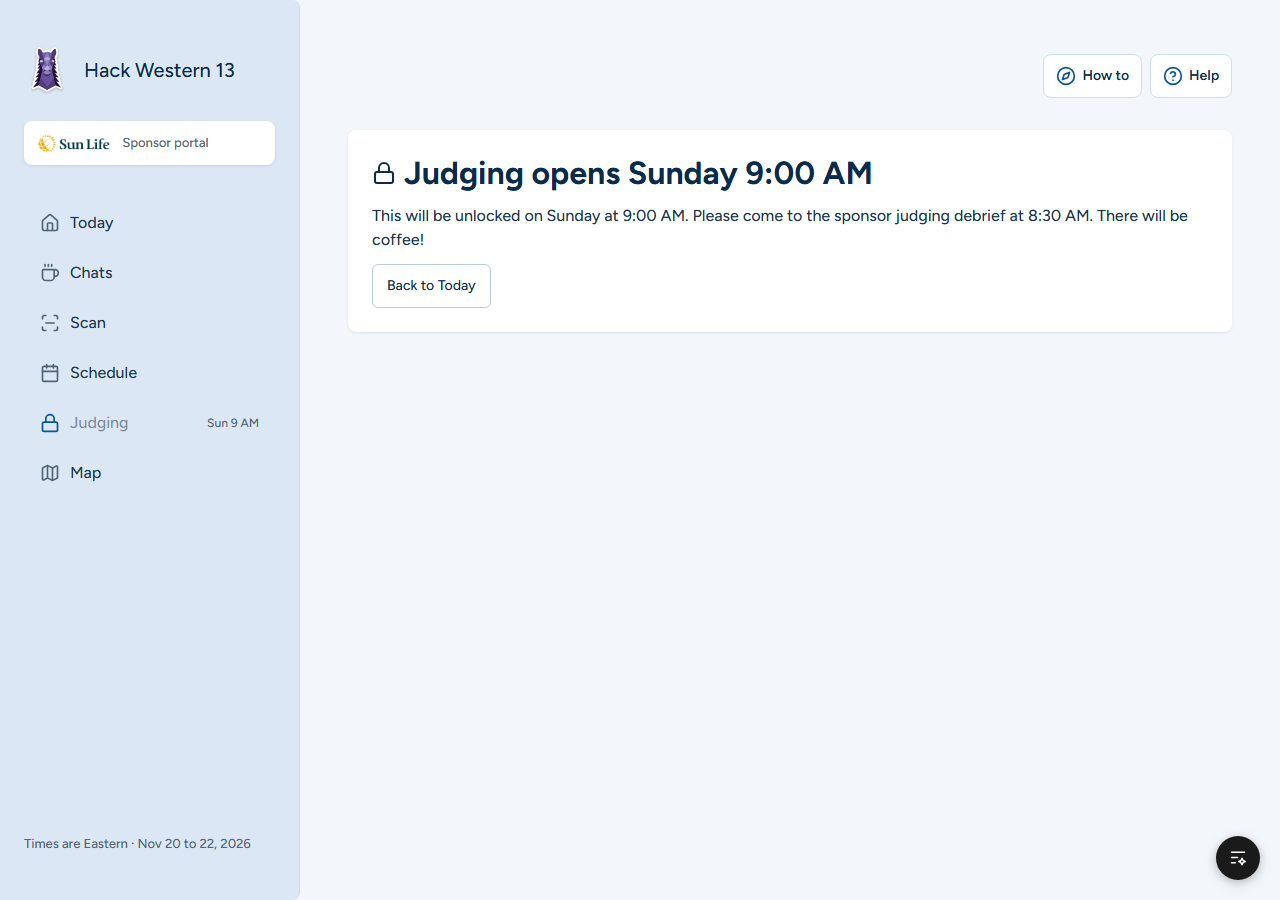 Hack Western 13
Sun Life Sponsor portal
Today
Chats
Scan
Schedule
Judging Sun 9 AM
Map
Times are Eastern · Nov 20 to 22, 2026
How to
Help
Judging opens Sunday 9:00 AM
This will be unlocked on Sunday at 9:00 AM. Please come to the sponsor judging debrief at 8:30 AM. There will be
coffee!
Back to Today